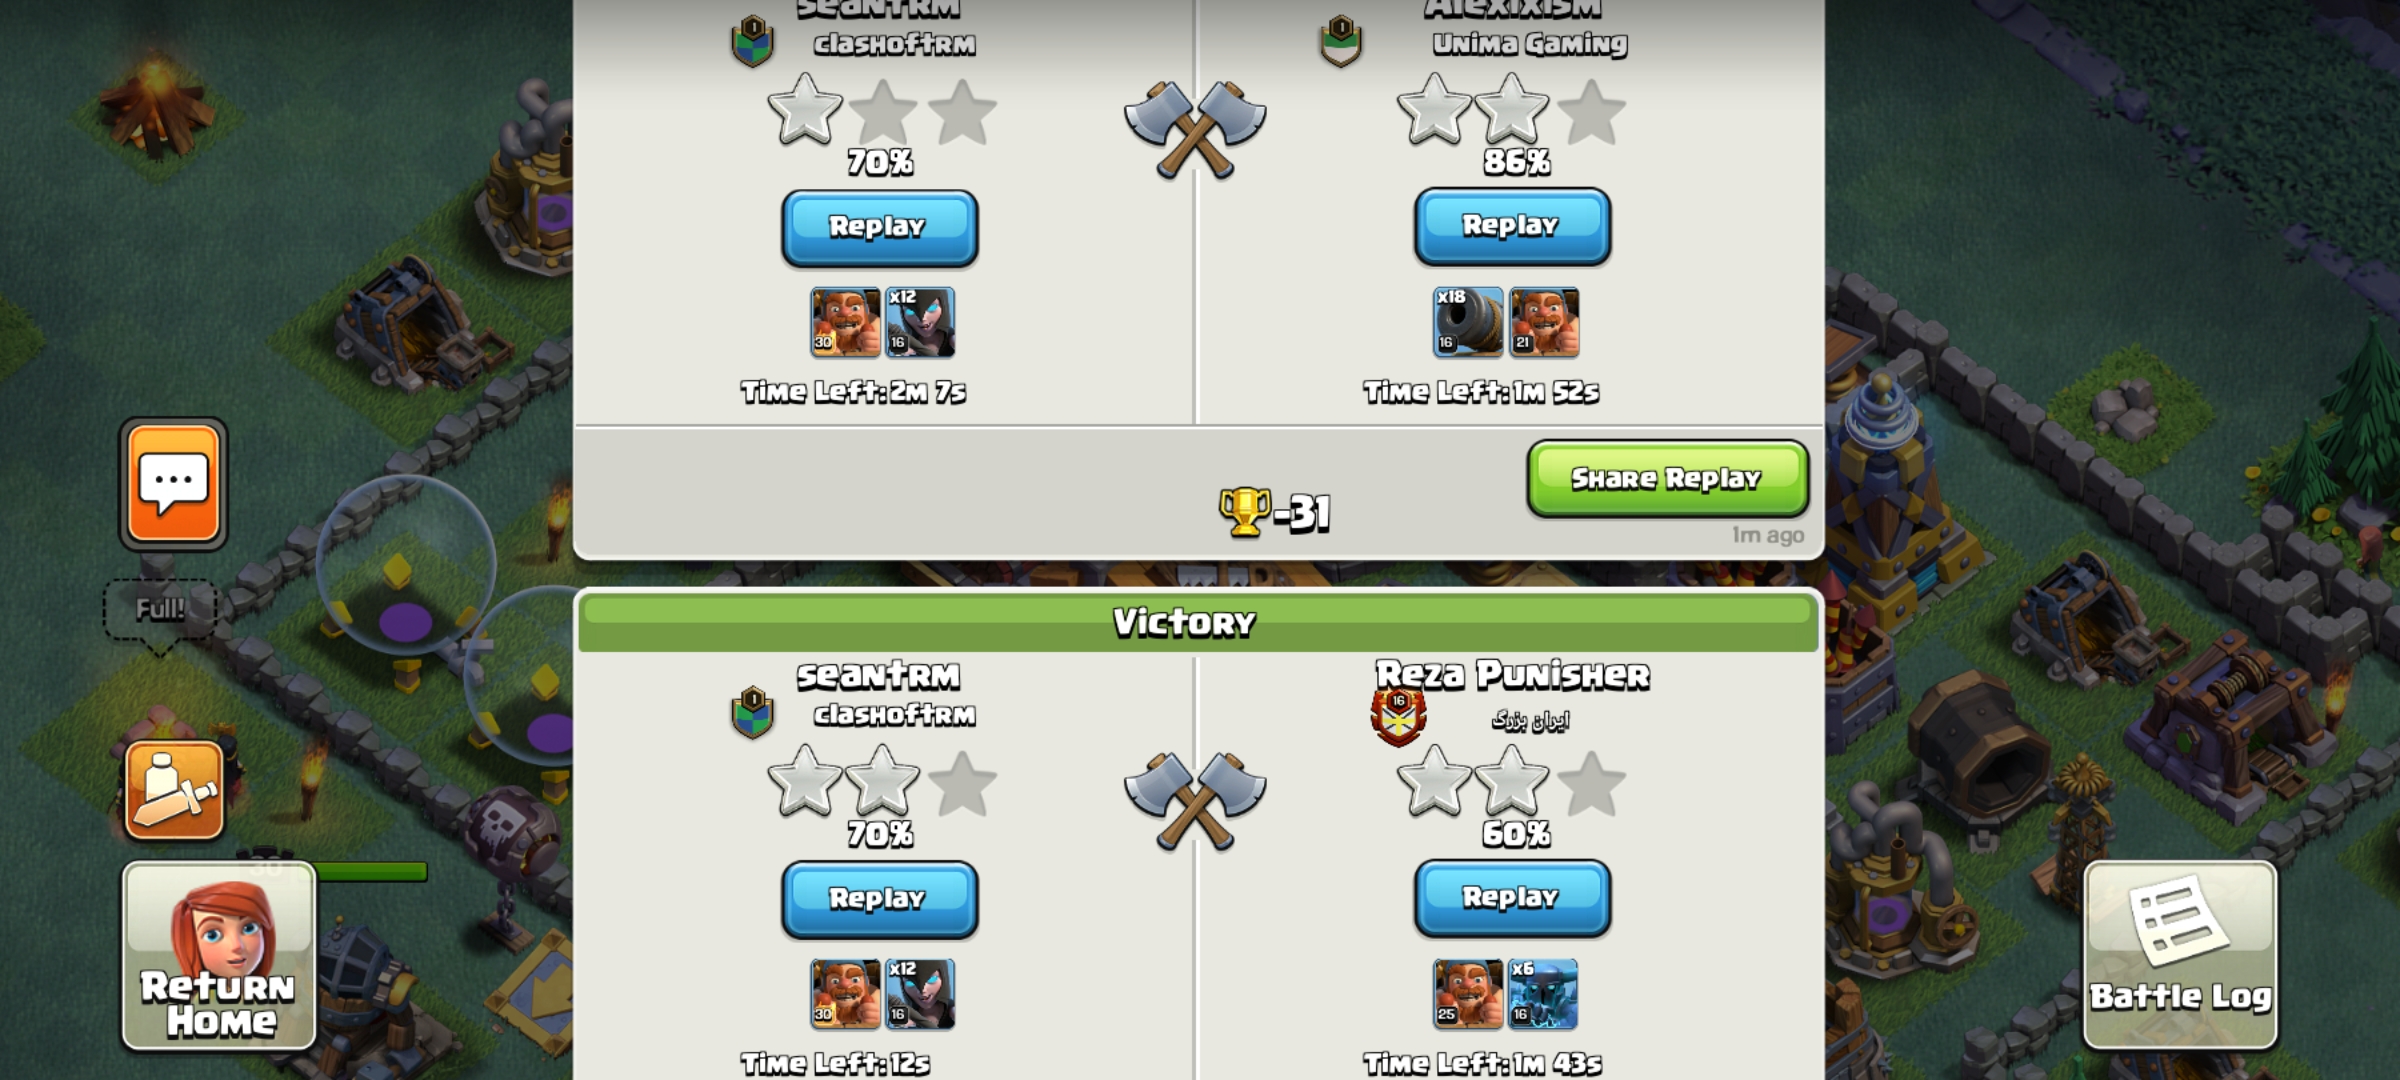 seantrm
Alexixism
clashoftrm
Unima Gaming
70%
86%
Replay
Replay
30
x12
16
x18
16
21
Time Left: 2m 7s
Time Left: 1m 52s
Share Replay
-31
1m ago
Full!
Victory
seantrm
Reza Punisher
clashoftrm
16
ایران بزرگ
70%
60%
Replay
Replay
30
x12
16
25
x6
16
Time Left: 12s
Time Left: 1m 43s
Return
Home
Battle Log